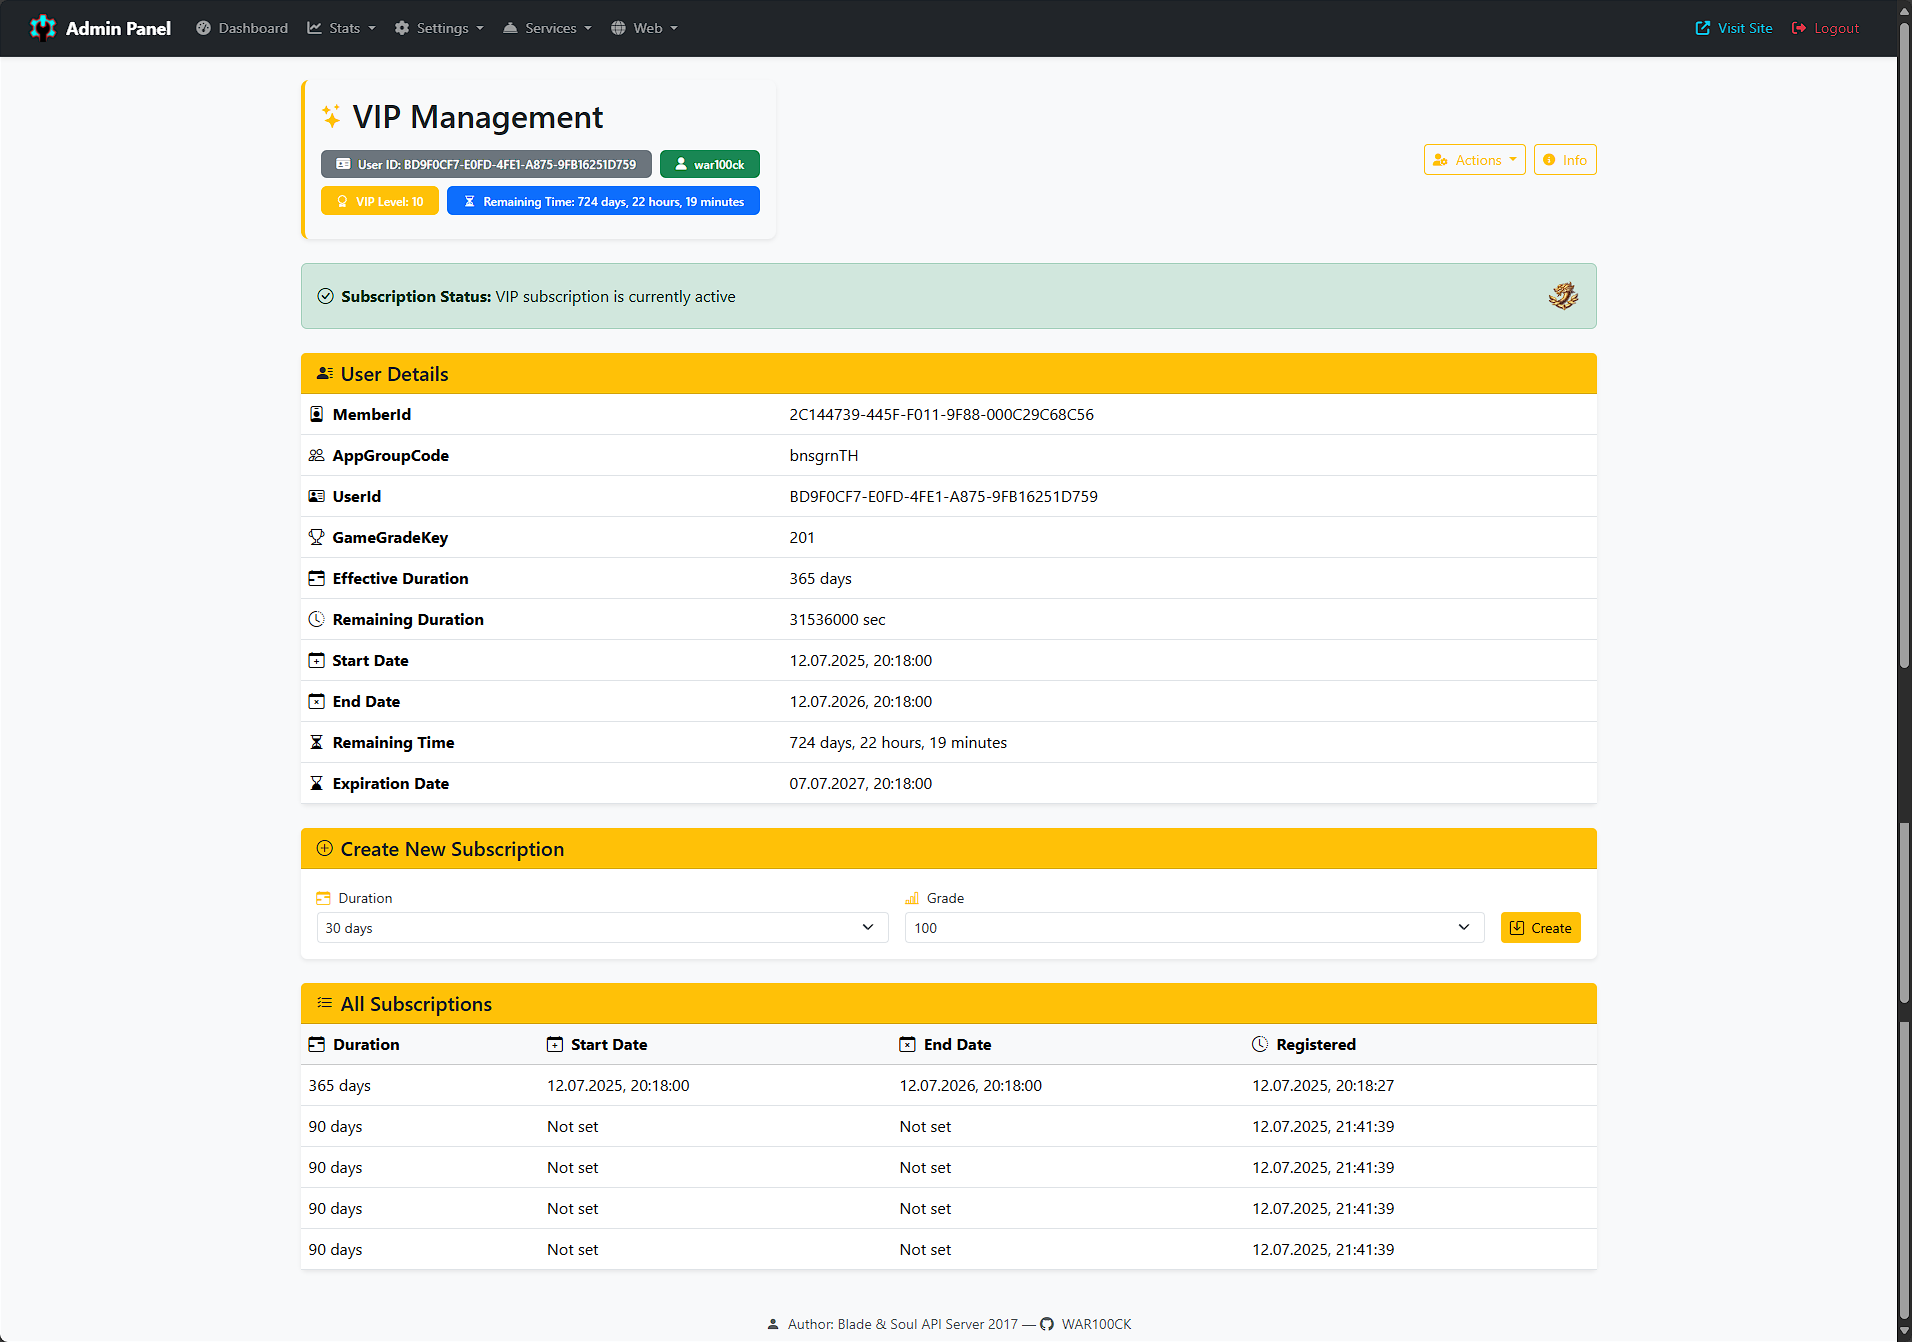 Admin Panel Dashboard Stats Settings Services Web Visit Site Logout
VIP Management
User ID: BD9F0CF7-E0FD-4FE1-A875-9FB16251D759 war100ck
VIP Level: 10 Remaining Time: 724 days, 22 hours, 19 minutes
Actions Info
Subscription Status: VIP subscription is currently active
User Details
MemberId 2C144739-445F-F011-9F88-000C29C68C56
AppGroupCode bnsgrnTH
UserId BD9F0CF7-E0FD-4FE1-A875-9FB16251D759
GameGradeKey 201
Effective Duration 365 days
Remaining Duration 31536000 sec
Start Date 12.07.2025, 20:18:00
End Date 12.07.2026, 20:18:00
Remaining Time 724 days, 22 hours, 19 minutes
Expiration Date 07.07.2027, 20:18:00
Create New Subscription
Duration Grade
30 days 100 Create
All Subscriptions
Duration Start Date End Date Registered
365 days 12.07.2025, 20:18:00 12.07.2026, 20:18:00 12.07.2025, 20:18:27
90 days Not set Not set 12.07.2025, 21:41:39
90 days Not set Not set 12.07.2025, 21:41:39
90 days Not set Not set 12.07.2025, 21:41:39
90 days Not set Not set 12.07.2025, 21:41:39
Author: Blade & Soul API Server 2017 — WAR100CK